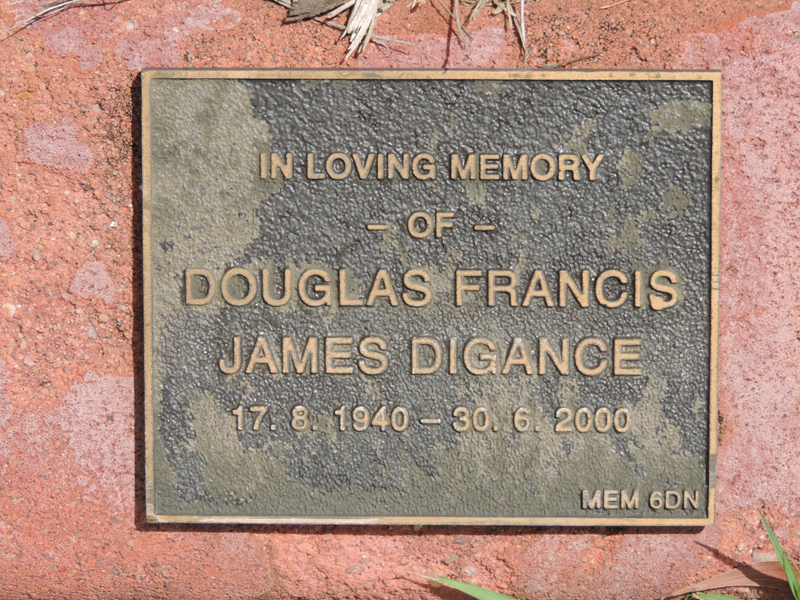 IN LOVING MEMORY
– OF –
DOUGLAS FRANCIS
JAMES DIGANCE
17. 8. 1940 – 30. 6. 2000
MEM 6DN